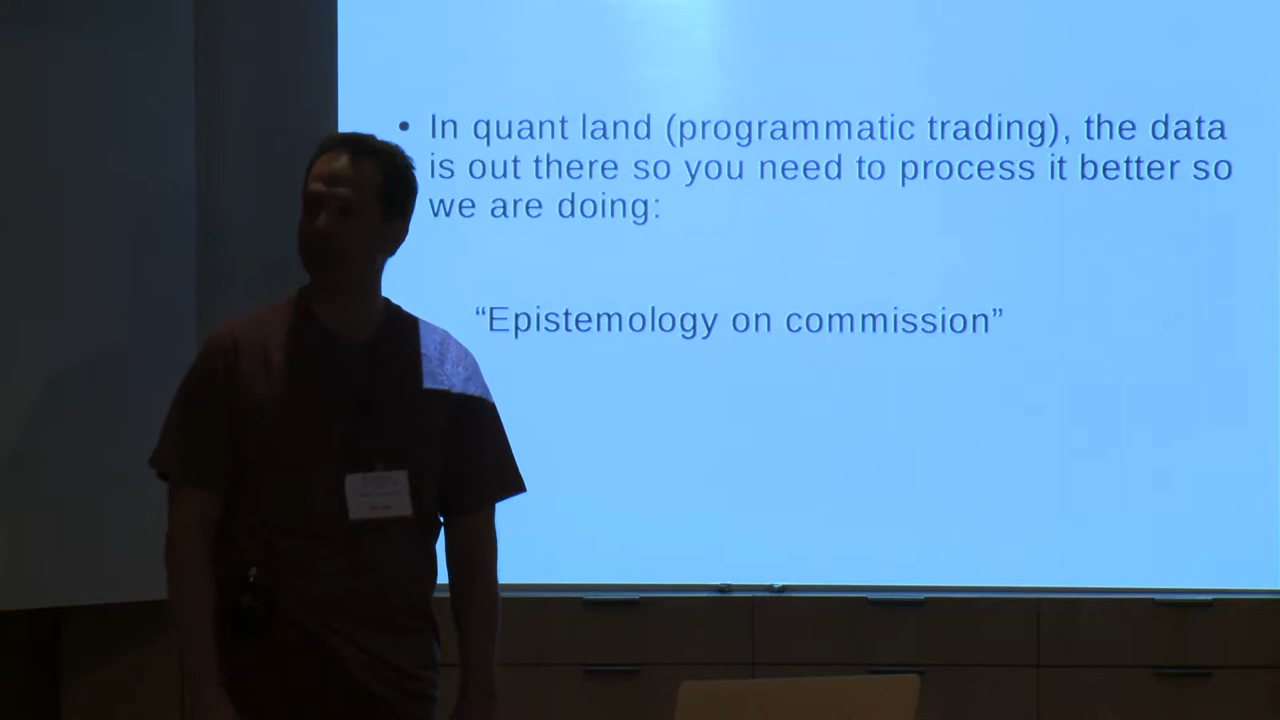 • In quant land (programmatic trading), the data
is out there so you need to process it better so
we are doing:
“Epistemology on commission”